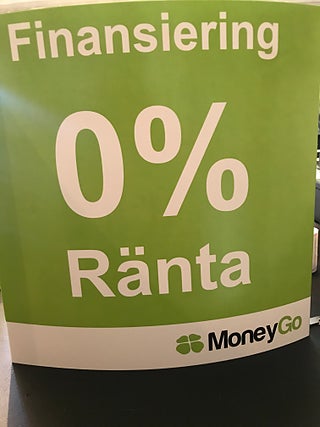 Finansiering
0%
Ränta
MoneyGo